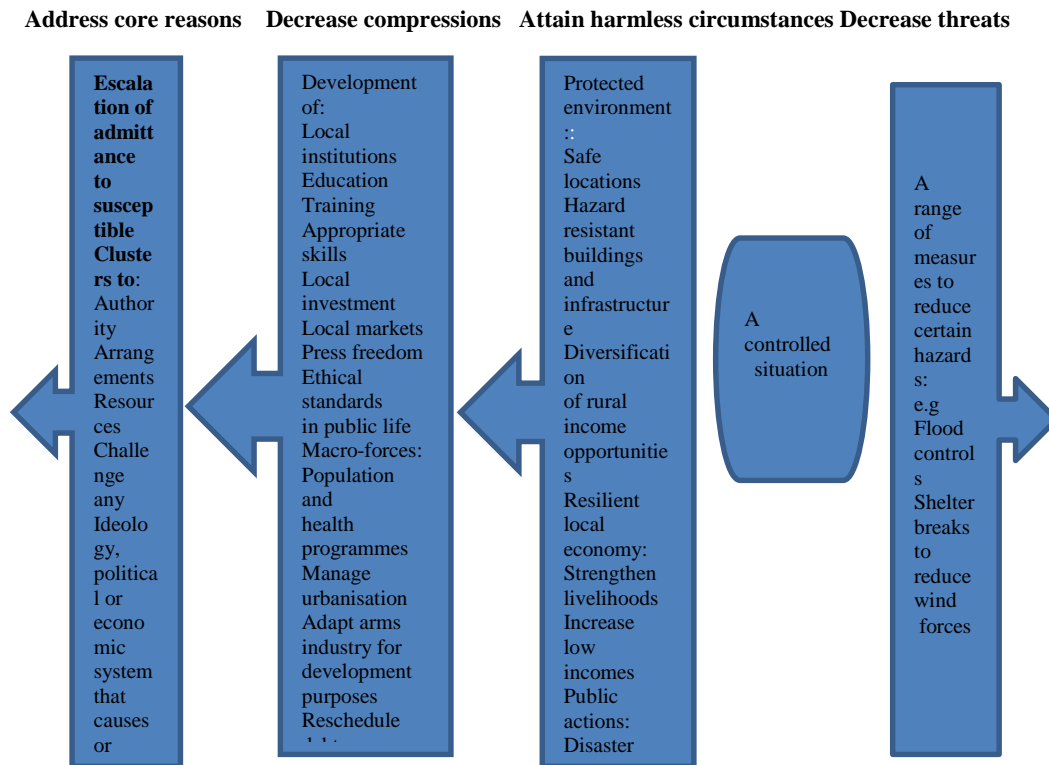 Address core reasons Decrease compressions Attain harmless circumstances Decrease threats
Escala
tion of
admitt
ance
to
suscep
tible
Cluste
rs to:
Author
ity
Arrang
ements
Resour
ces
Challe
nge
any
Ideolo
gy,
politica
l or
econo
mic
system
that
causes
or
Development
of:
Local
institutions
Education
Training
Appropriate
skills
Local
investment
Local markets
Press freedom
Ethical
standards
in public life
Macro-forces:
Population
and
health
programmes
Manage
urbanisation
Adapt arms
industry for
development
purposes
Reschedule
Protected
environment
::
Safe
locations
Hazard
resistant
buildings
and
infrastructur
e
Diversificati
on
of rural
income
opportunitie
s
Resilient
local
economy:
Strengthen
livelihoods
Increase
low
incomes
Public
actions:
Disaster
A
controlled
situation
A
range
of
measur
es to
reduce
certain
hazard
s:
e.g
Flood
control
s
Shelter
breaks
to
reduce
wind
forces